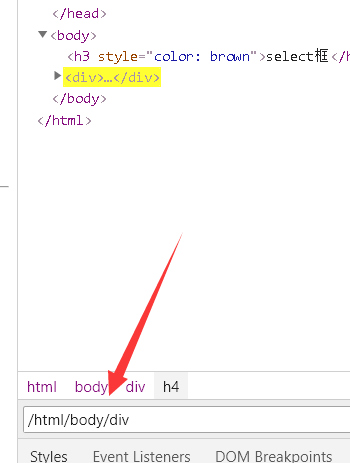 </head>
▼<body>
<h3 style="color: brown">select框</h
▶<div>…</div>
</body>
</html>
html body div h4
/html/body/div
Styles Event Listeners DOM Breakpoints